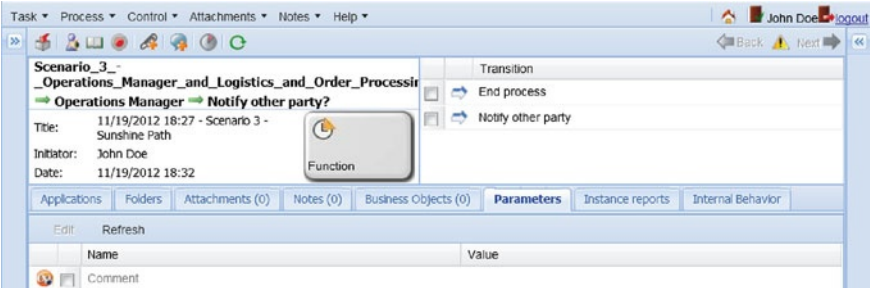 Task Process Control Attachments Notes Help John Doe logout
Back Next
Scenario_3_-
_Operations_Manager_and_Logistics_and_Order_Processin
Operations Manager Notify other party?
Title: 11/19/2012 18:27 - Scenario 3 -
Sunshine Path
Initiator: John Doe
Date: 11/19/2012 18:32
Function
Transition
End process
Notify other party
Applications Folders Attachments (0) Notes (0) Business Objects (0) Parameters Instance reports Internal Behavior
Edit Refresh
Name Value
Comment